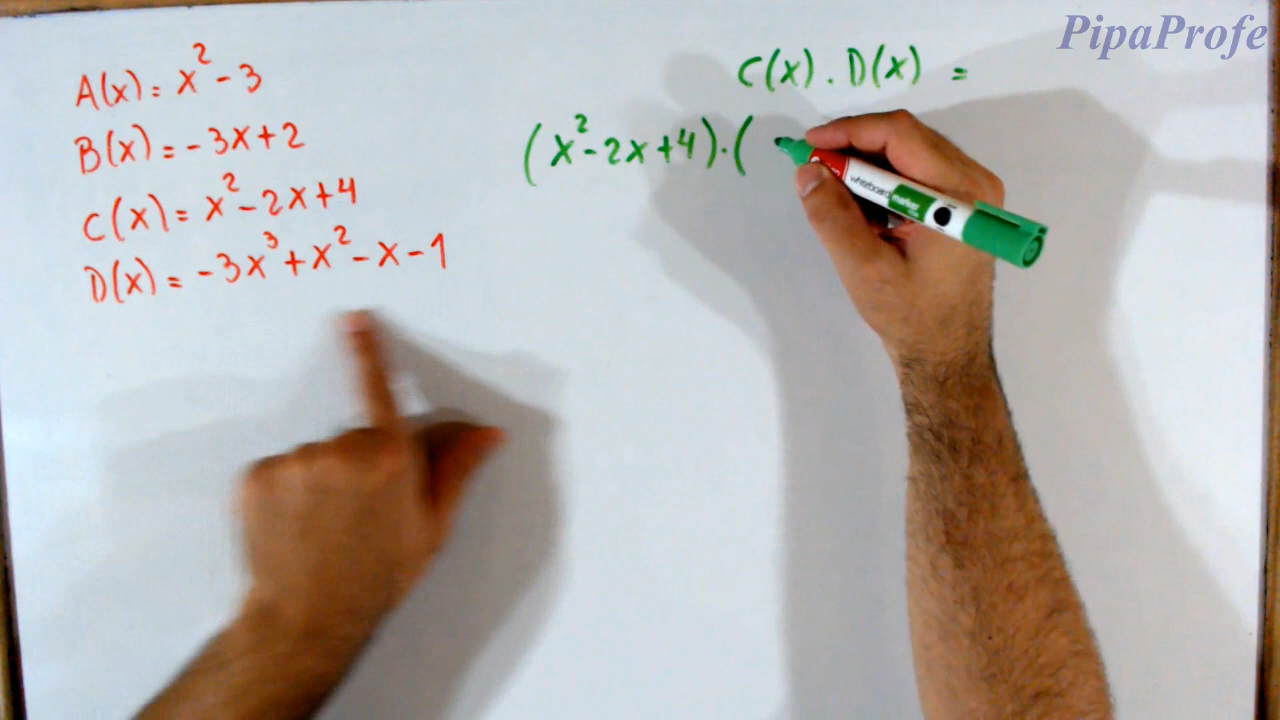 PipaProfe
A(x) = x² - 3
B(x) = - 3x + 2
C(x) = x² - 2x + 4
D(x) = - 3x³ + x² - x - 1
C(x) . D(x) =
(x² - 2x + 4) . (
whiteboard marker